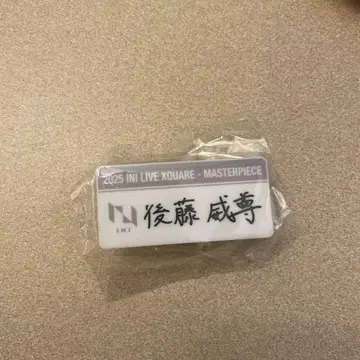 2025 INI LIVE XQUARE - MASTERPIECE
後藤 威尊
INI